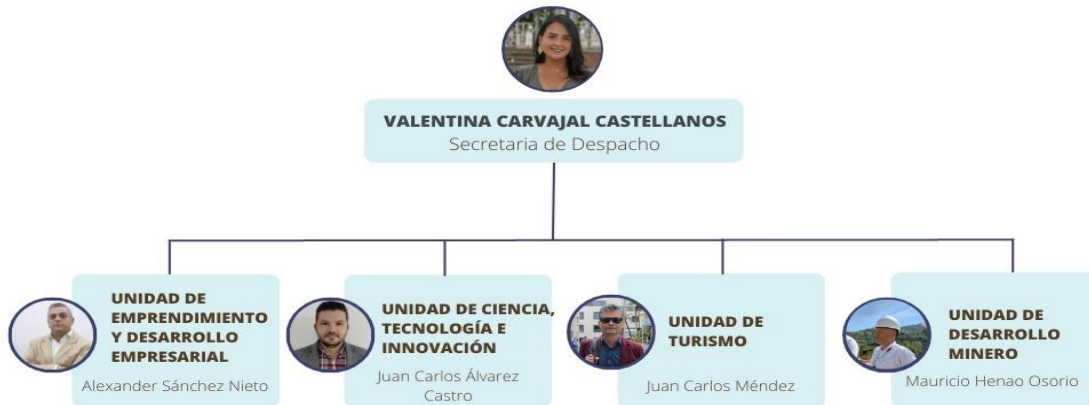 VALENTINA CARVAJAL CASTELLANOS
Secretaria de Despacho
UNIDAD DE
EMPRENDIMIENTO
Y DESARROLLO
EMPRESARIAL
Alexander Sánchez Nieto
UNIDAD DE CIENCIA,
TECNOLOGÍA E
INNOVACIÓN
Juan Carlos Álvarez
Castro
UNIDAD DE
TURISMO
Juan Carlos Méndez
UNIDAD DE
DESARROLLO
MINERO
Mauricio Henao Osorio